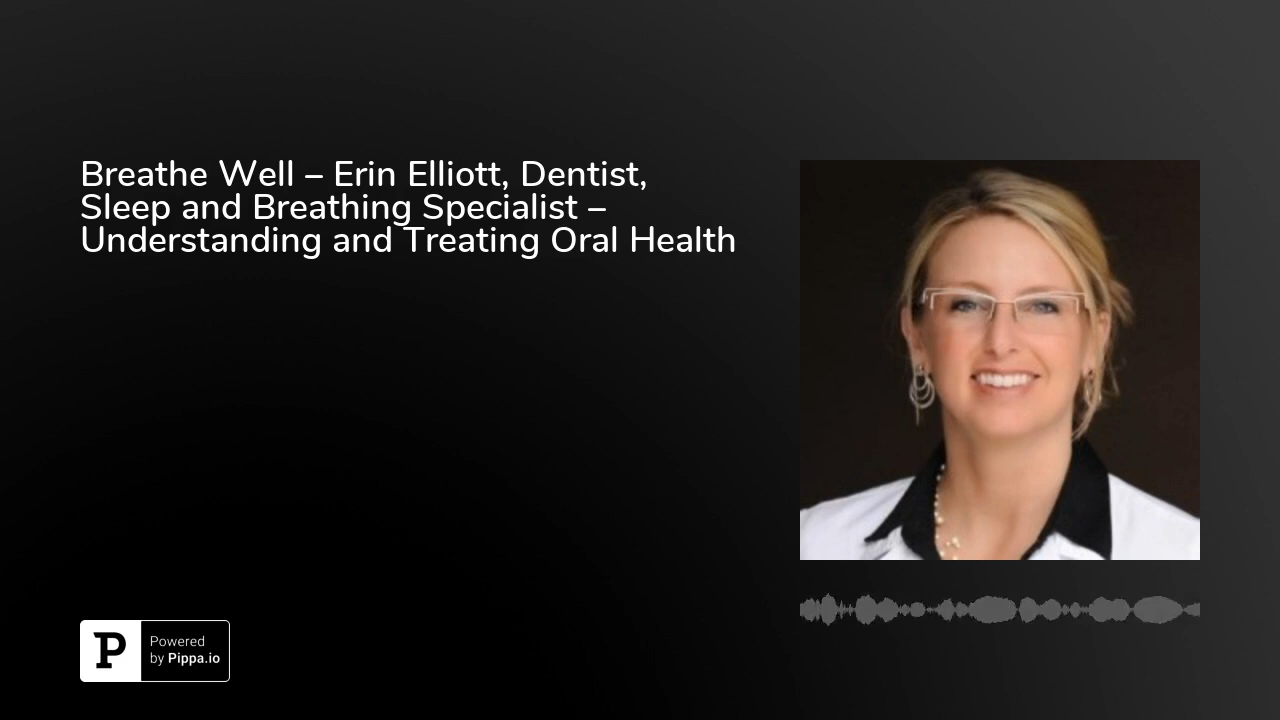 Breathe Well – Erin Elliott, Dentist,
Sleep and Breathing Specialist –
Understanding and Treating Oral Health
P
Powered
by Pippa.io